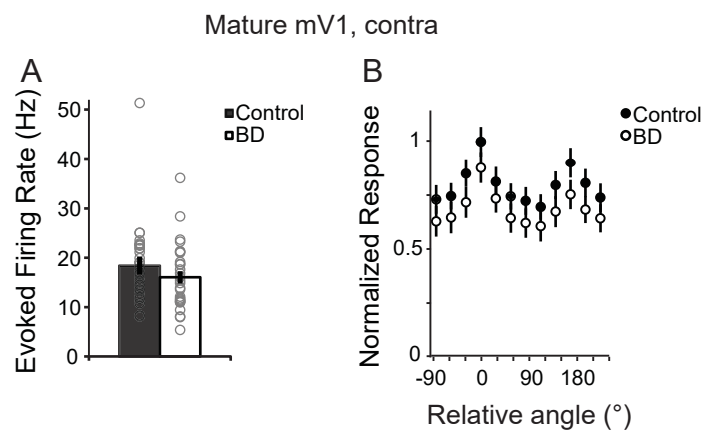 Mature mV1, contra
A
Evoked Firing Rate (Hz)
50
40
30
20
10
0
Control
BD
B
Normalized Response
1
0.5
0
-90
0
90
180
Relative angle (°)
Control
BD